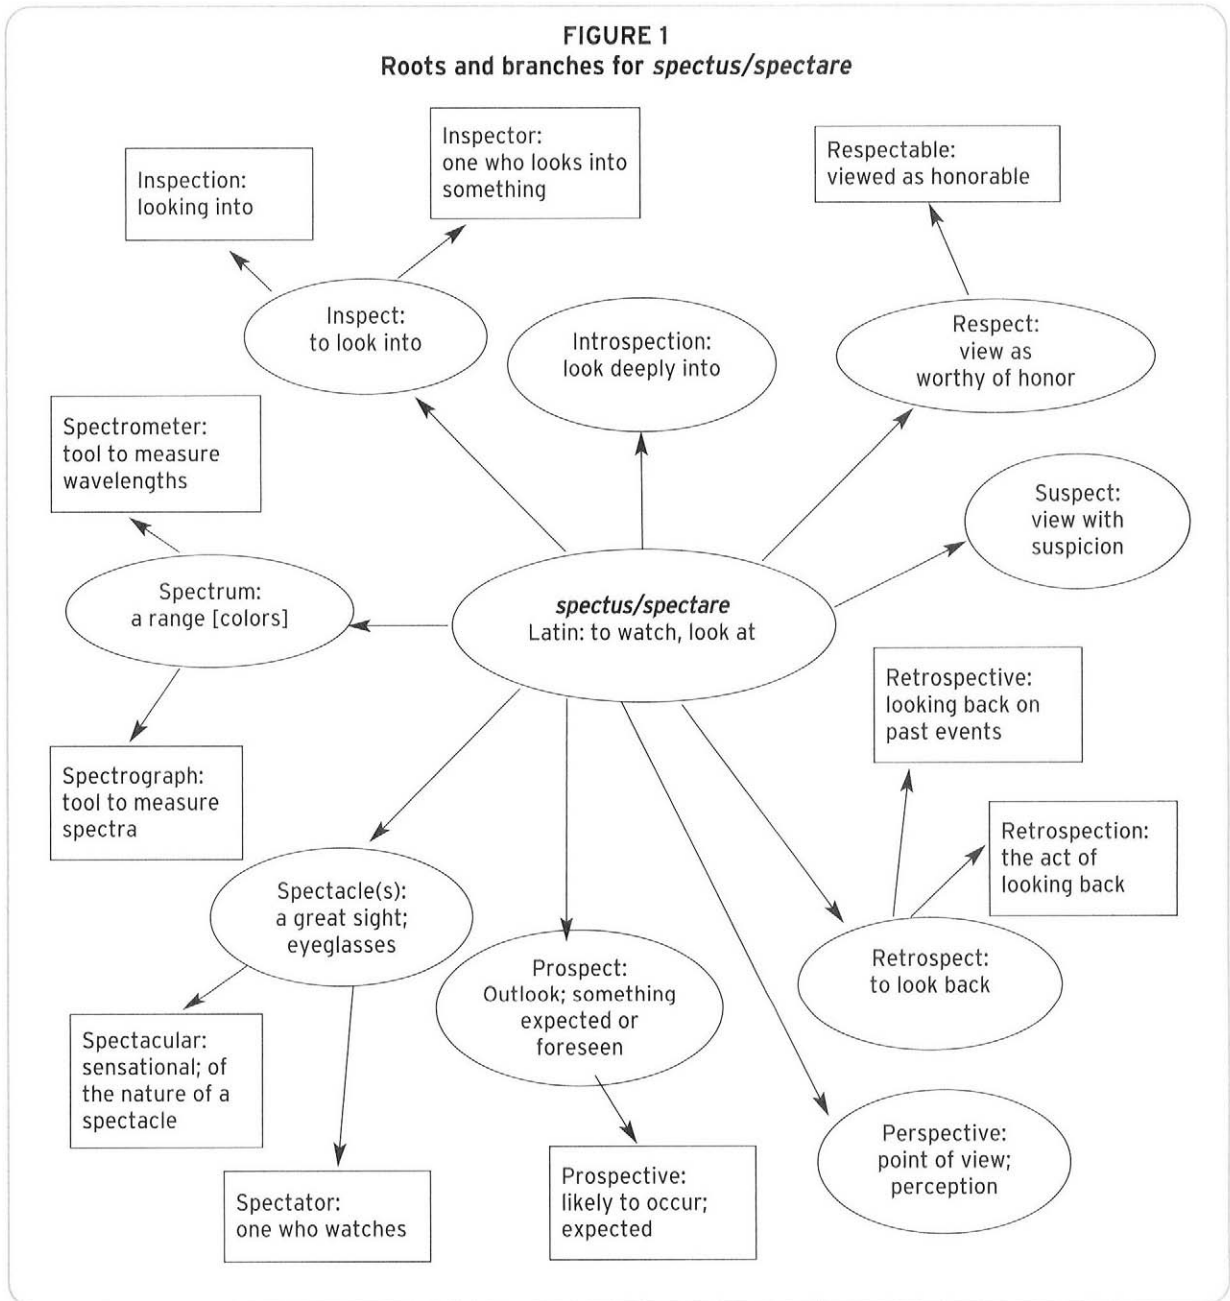 FIGURE 1
Roots and branches for spectus/spectare
Inspector:
one who looks into
something
Respectable:
viewed as honorable
Inspection:
looking into
Inspect:
to look into
Introspection:
look deeply into
Respect:
view as
worthy of honor
Spectrometer:
tool to measure
wavelengths
Suspect:
view with
suspicion
Spectrum:
a range [colors]
spectus/spectare
Latin: to watch, look at
Retrospective:
looking back on
past events
Spectrograph:
tool to measure
spectra
Retrospection:
the act of
looking back
Spectacle(s):
a great sight;
eyeglasses
Prospect:
Outlook; something
expected or
foreseen
Retrospect:
to look back
Spectacular:
sensational; of
the nature of a
spectacle
Perspective:
point of view;
perception
Spectator:
one who watches
Prospective:
likely to occur;
expected